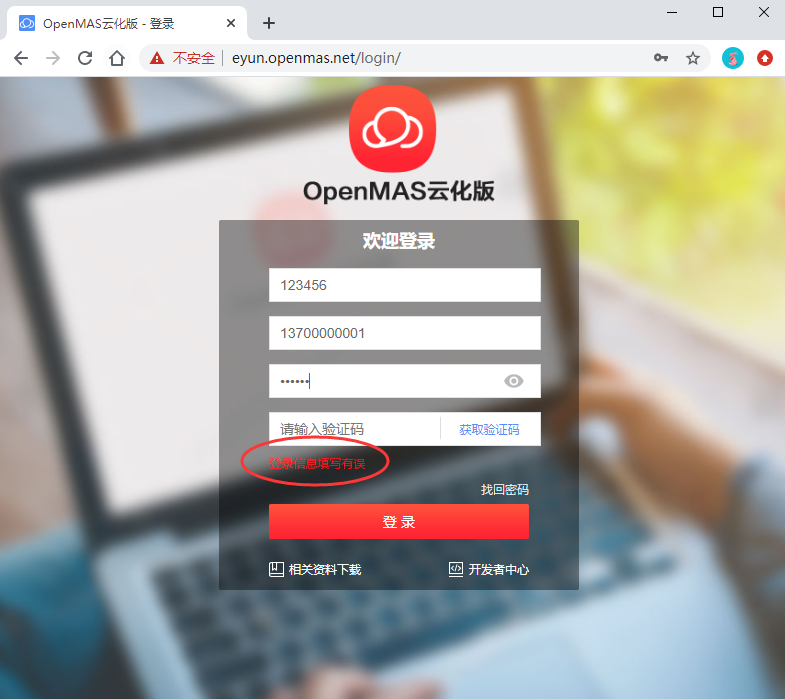 OpenMAS云化版 - 登录
不安全 eyun.openmas.net/login/
OpenMAS云化版
欢迎登录
123456
13700000001
••••••
请输入验证码 获取验证码
登录信息填写有误
找回密码
登 录
相关资料下载 开发者中心